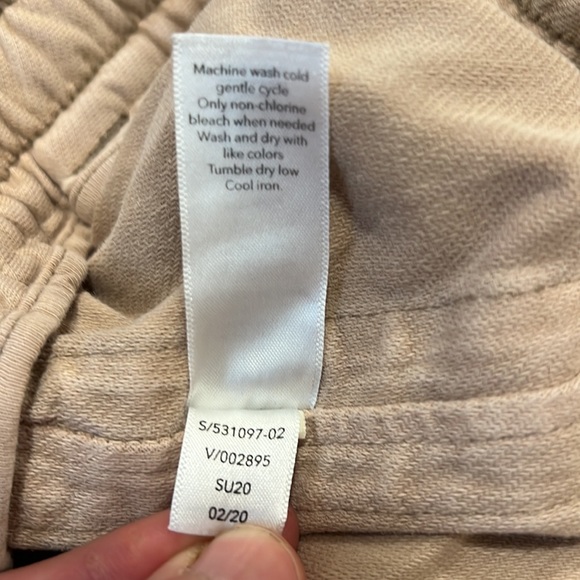 Machine wash cold
gentle cycle
Only non-chlorine
bleach when needed
Wash and dry with
like colors
Tumble dry low
Cool iron.
S/531097-02
V/002895
SU20
02/20